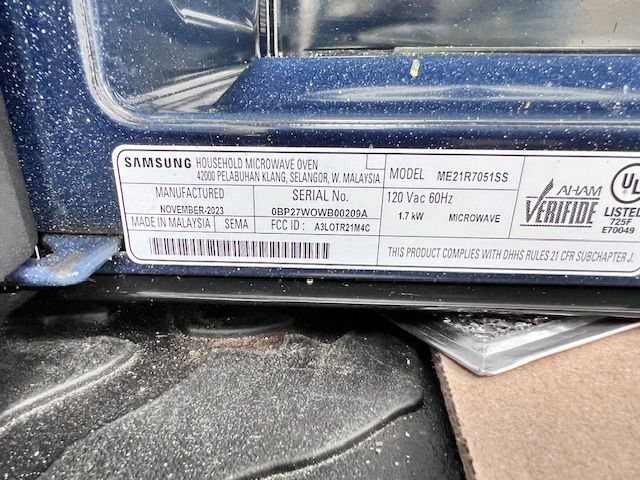 SAMSUNG HOUSEHOLD MICROWAVE OVEN
42000 PELABUHAN KLANG, SELANGOR, W. MALAYSIA
MODEL ME21R7051SS
MANUFACTURED
NOVEMBER-2023
SERIAL No.
0BP27WOWB00209A
120 Vac 60Hz
1.7 kW MICROWAVE
MADE IN MALAYSIA SEMA FCC ID : A3LOTR21M4C
THIS PRODUCT COMPLIES WITH DHHS RULES 21 CFR SUBCHAPTER J.
AHAM
VERIFIDE
UL
LISTED
725F
E70049